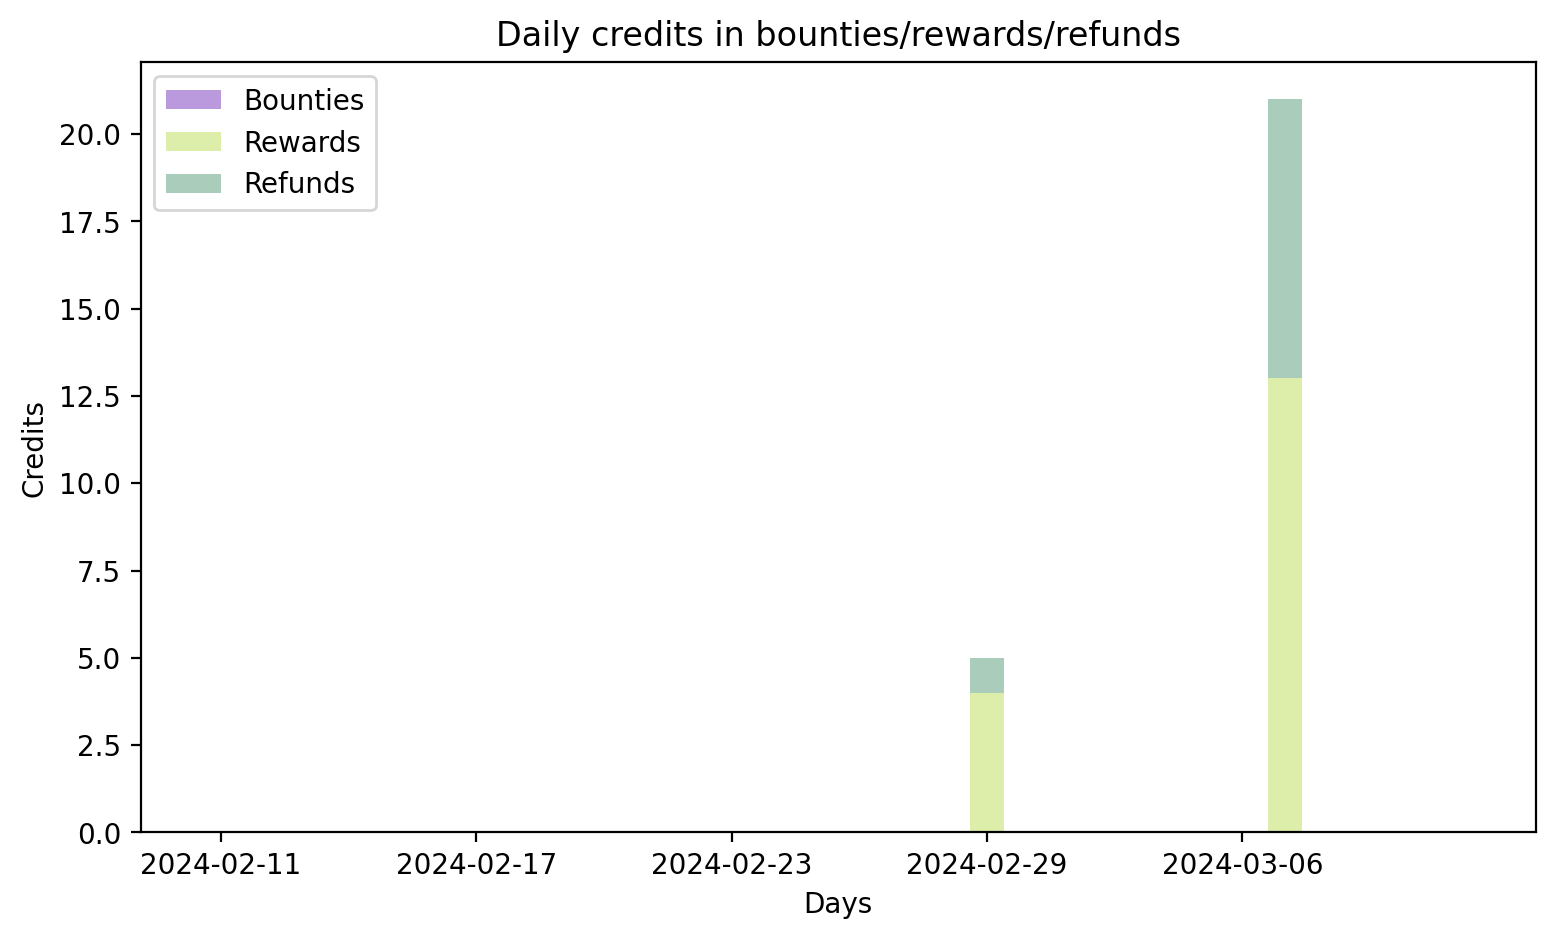 Daily credits in bounties/rewards/refunds
Bounties
Rewards
Refunds
20.0
17.5
15.0
12.5
10.0
7.5
5.0
2.5
0.0
Credits
2024-02-11 2024-02-17 2024-02-23 2024-02-29 2024-03-06
Days